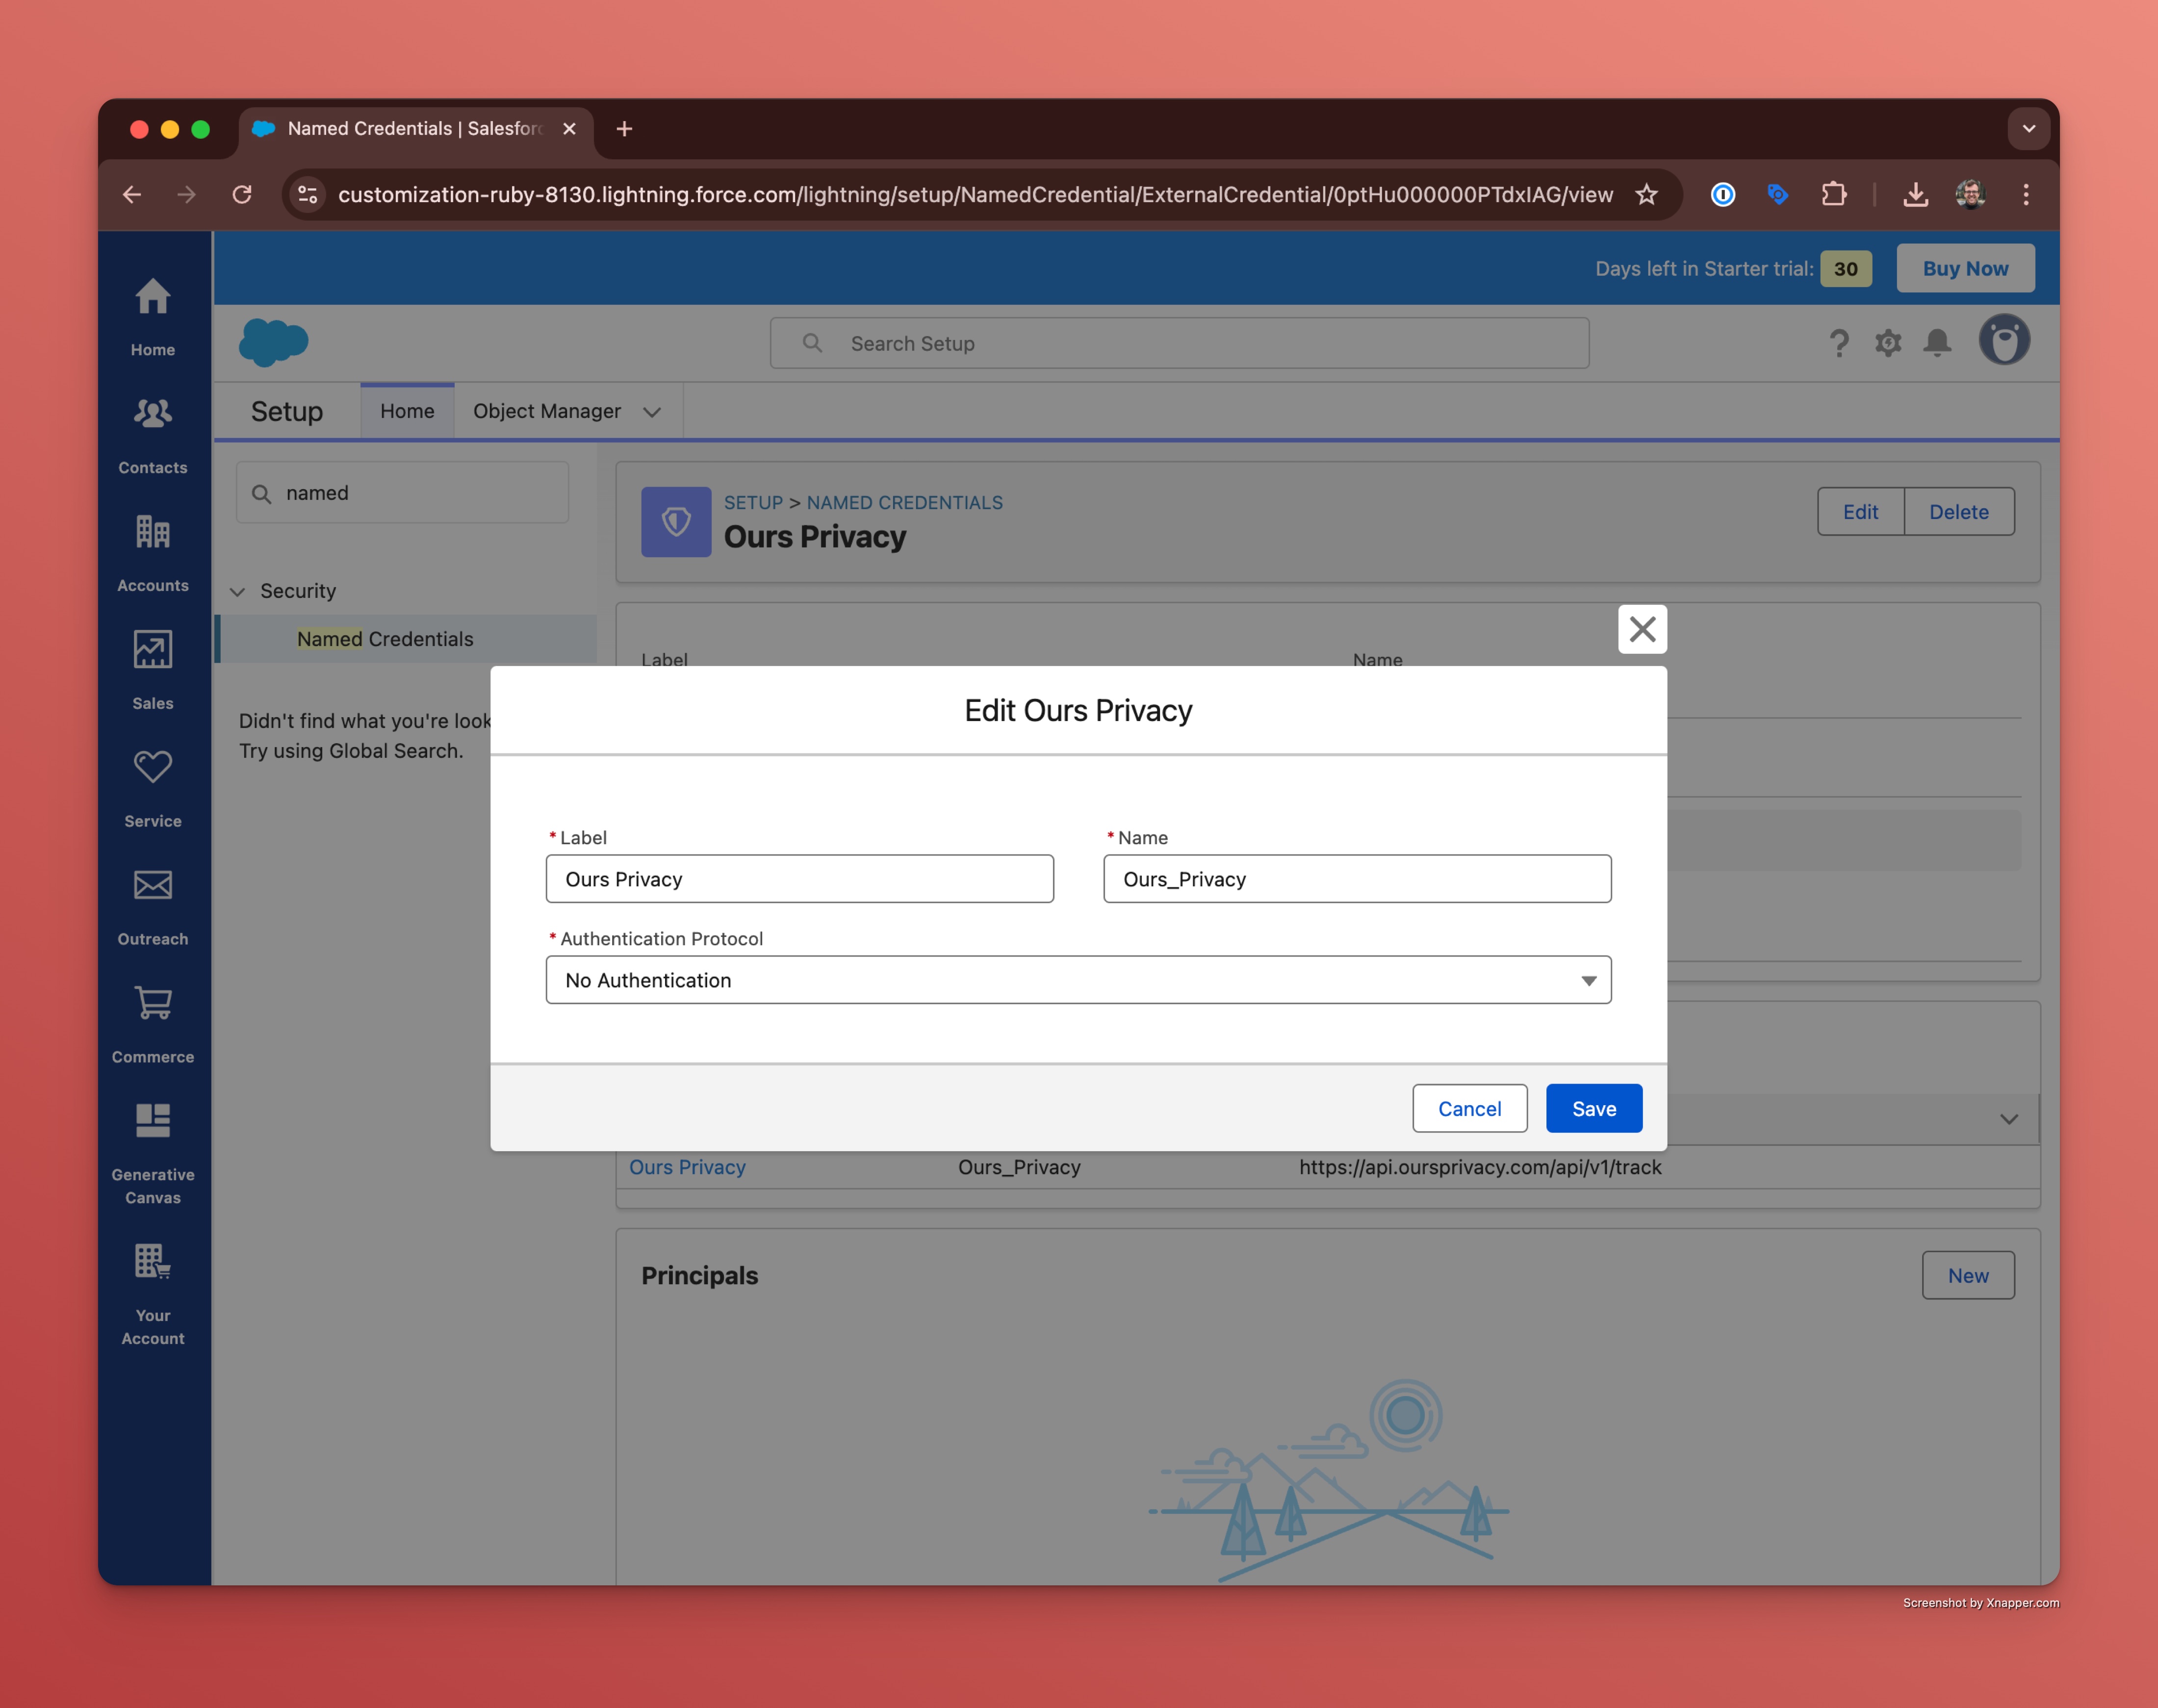 Named Credentials | Salesforc
customization-ruby-8130.lightning.force.com/lightning/setup/NamedCredential/ExternalCredential/0ptHu000000PTdxIAG/view
Days left in Starter trial: 30
Buy Now
Home
Contacts
Accounts
Sales
Service
Outreach
Commerce
Generative
Canvas
Your
Account
Search Setup
Setup
Home
Object Manager
named
Security
Named Credentials
Didn't find what you're look
Try using Global Search.
SETUP > NAMED CREDENTIALS
Ours Privacy
Edit
Delete
Label
Name
Edit Ours Privacy
* Label
Ours Privacy
* Name
Ours_Privacy
* Authentication Protocol
No Authentication
Cancel
Save
Ours Privacy
Ours_Privacy
https://api.oursprivacy.com/api/v1/track
Principals
New
Screenshot by Xnapper.com